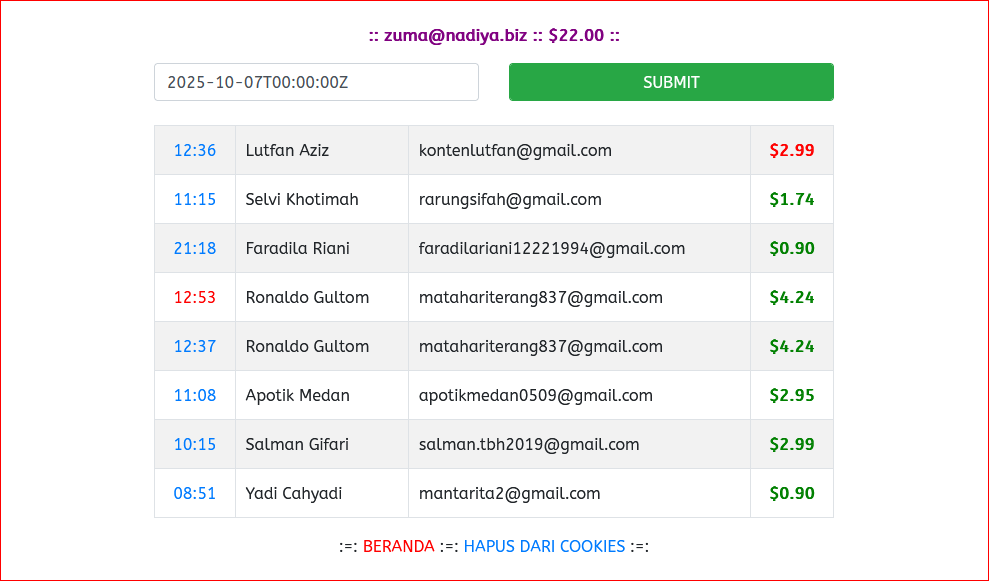 :: zuma@nadiya.biz :: $22.00 ::
2025-10-07T00:00:00Z SUBMIT
12:36 Lutfan Aziz kontenlutfan@gmail.com $2.99
11:15 Selvi Khotimah rarungsifah@gmail.com $1.74
21:18 Faradila Riani faradilariani12221994@gmail.com $0.90
12:53 Ronaldo Gultom matahariterang837@gmail.com $4.24
12:37 Ronaldo Gultom matahariterang837@gmail.com $4.24
11:08 Apotik Medan apotikmedan0509@gmail.com $2.95
10:15 Salman Gifari salman.tbh2019@gmail.com $2.99
08:51 Yadi Cahyadi mantarita2@gmail.com $0.90
:=: BERANDA :=: HAPUS DARI COOKIES :=: